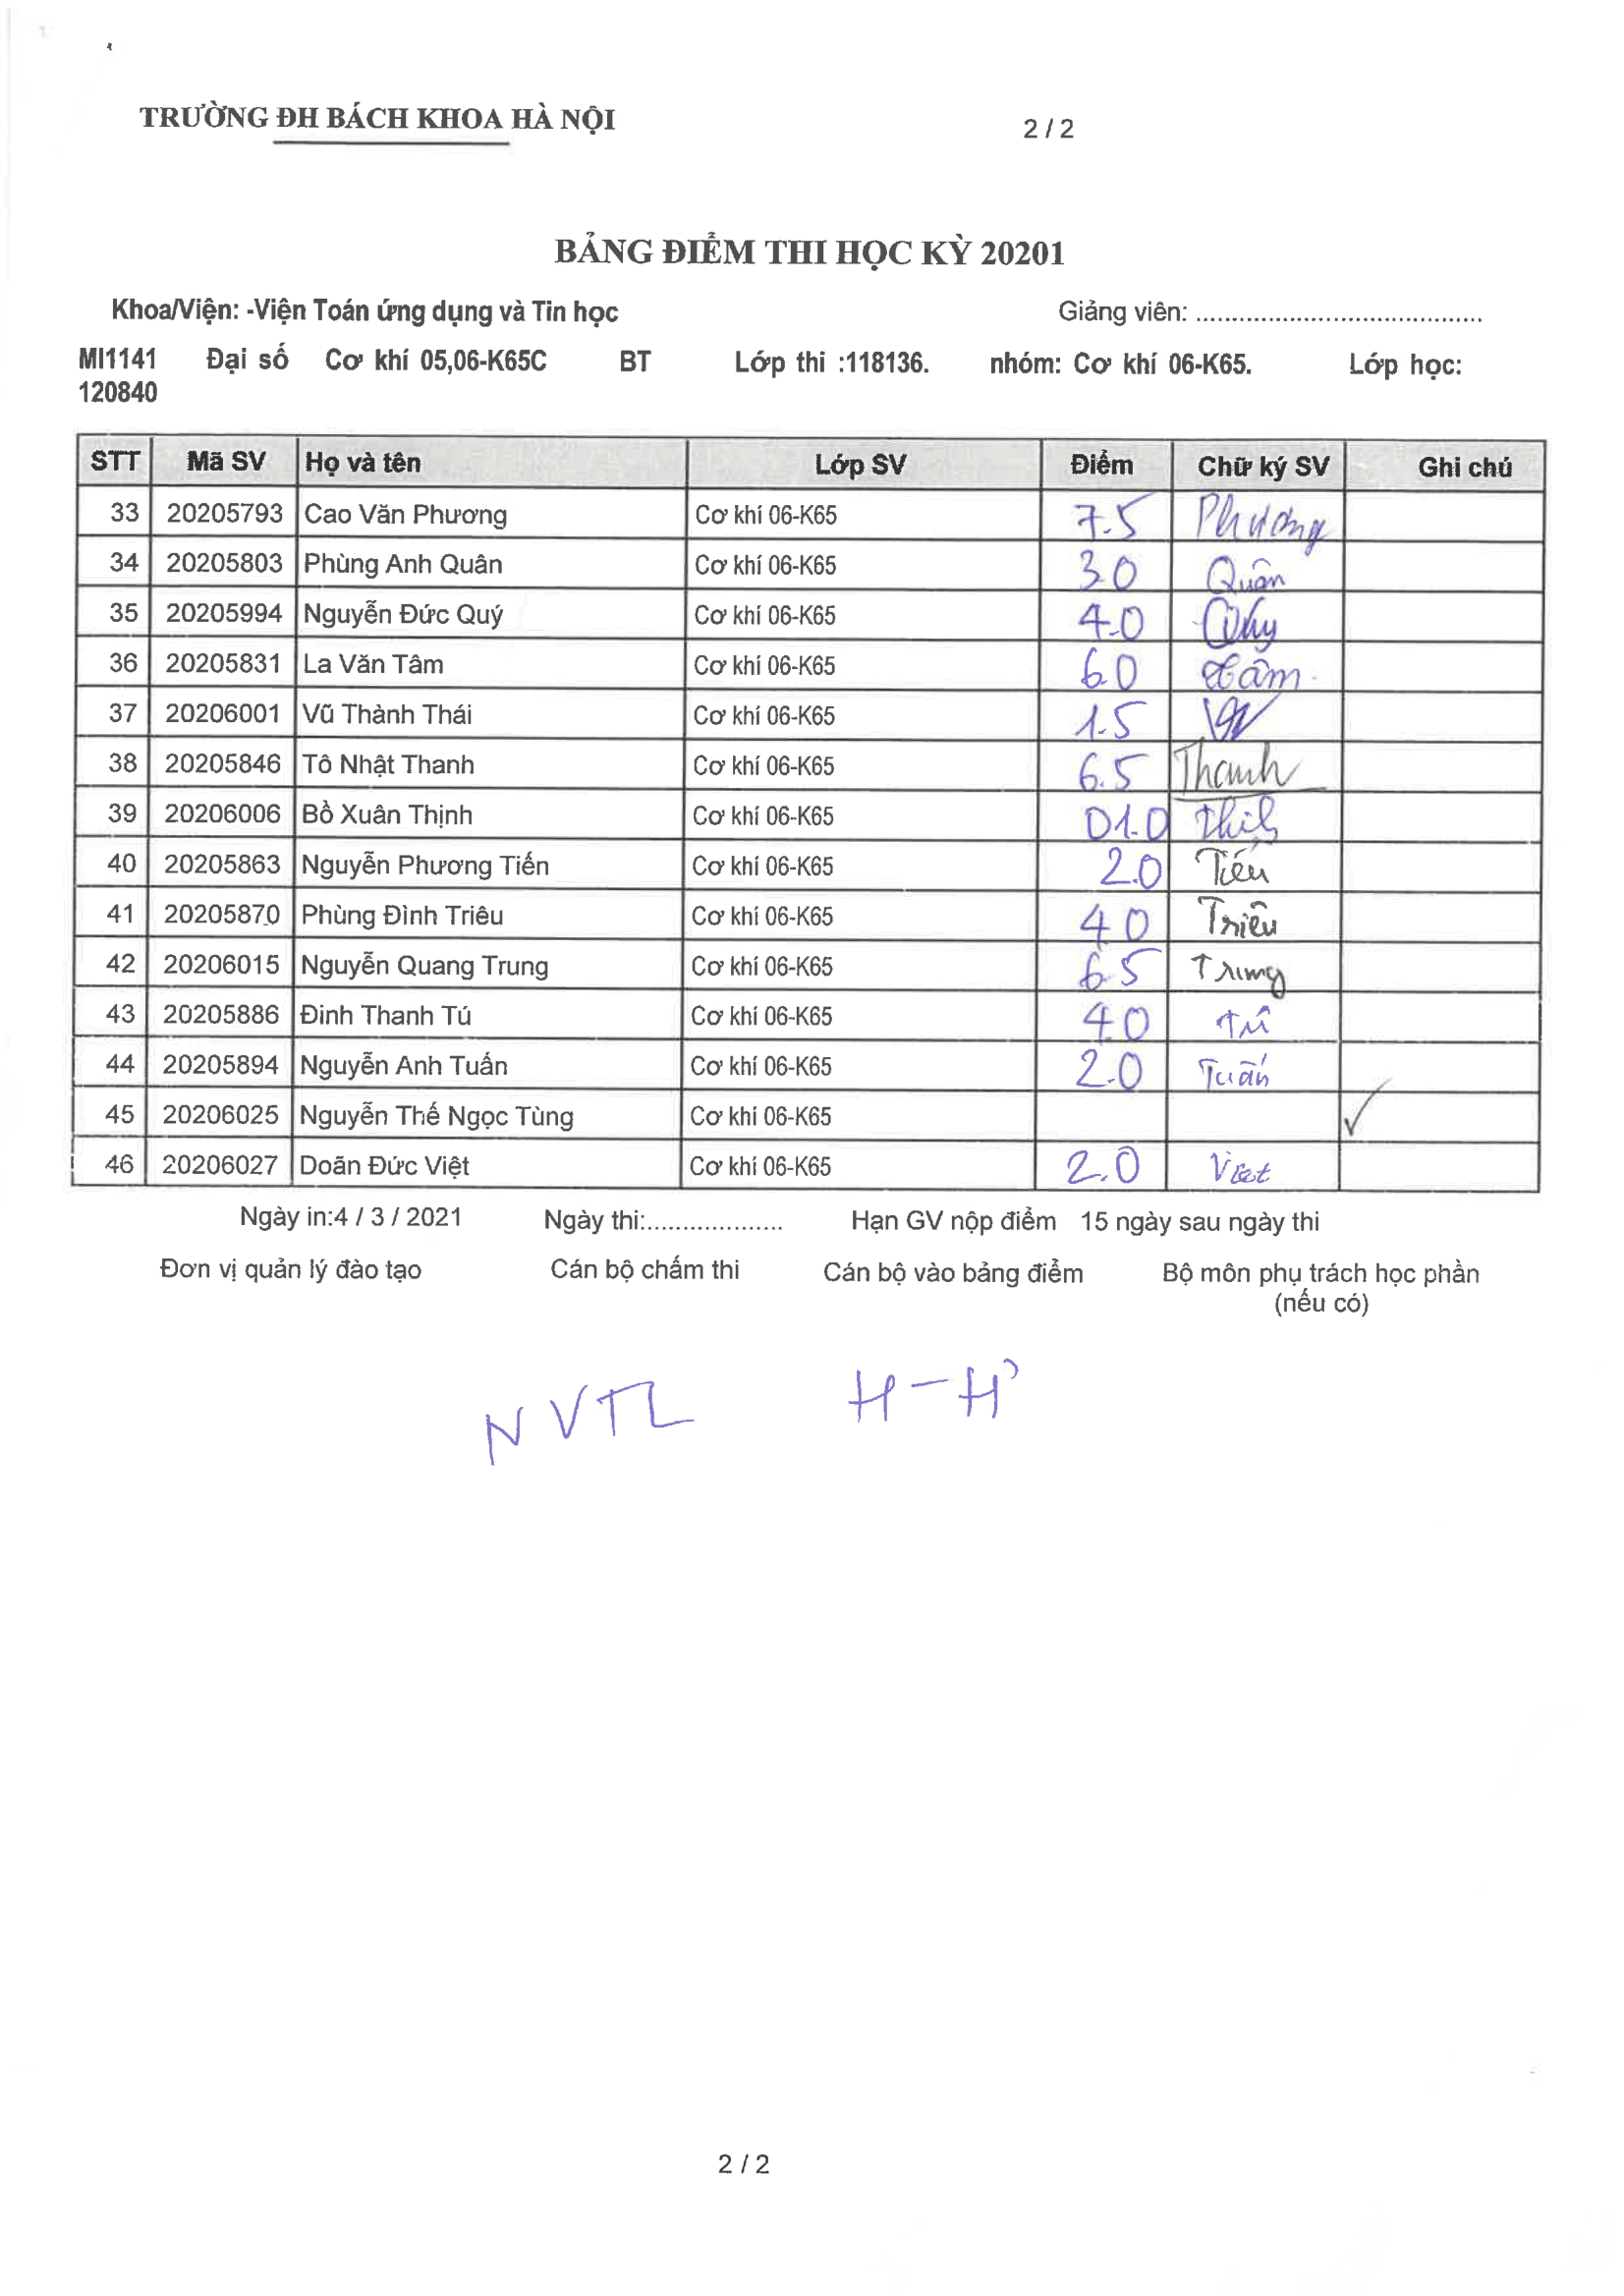 TRƯỜNG ĐH BÁCH KHOA HÀ NỘI
2 / 2
BẢNG ĐIỂM THI HỌC KỲ 20201
Khoa/Viện: -Viện Toán ứng dụng và Tin học Giảng viên: ........................................
MI1141 Đại số Cơ khí 05,06-K65C BT Lớp thi :118136. nhóm: Cơ khí 06-K65. Lớp học:
120840
STT Mã SV Họ và tên Lớp SV Điểm Chữ ký SV Ghi chú
33 20205793 Cao Văn Phương Cơ khí 06-K65 7.5 Phương
34 20205803 Phùng Anh Quân Cơ khí 06-K65 3.0 Quân
35 20205994 Nguyễn Đức Quý Cơ khí 06-K65 4.0 Qúy
36 20205831 La Văn Tâm Cơ khí 06-K65 6.0 Tâm
37 20206001 Vũ Thành Thái Cơ khí 06-K65 1.5
38 20205846 Tô Nhật Thanh Cơ khí 06-K65 6.5 Thanh
39 20206006 Bồ Xuân Thịnh Cơ khí 06-K65 01.0
40 20205863 Nguyễn Phương Tiến Cơ khí 06-K65 2.0 Tiến
41 20205870 Phùng Đình Triêu Cơ khí 06-K65 4.0 Triêu
42 20206015 Nguyễn Quang Trung Cơ khí 06-K65 6.5 Trung
43 20205886 Đinh Thanh Tú Cơ khí 06-K65 4.0 Tú
44 20205894 Nguyễn Anh Tuấn Cơ khí 06-K65 2.0 Tuấn
45 20206025 Nguyễn Thế Ngọc Tùng Cơ khí 06-K65 ✓
46 20206027 Doãn Đức Việt Cơ khí 06-K65 2.0 Việt
Ngày in:4 / 3 / 2021 Ngày thi:................... Hạn GV nộp điểm 15 ngày sau ngày thi
Đơn vị quản lý đào tạo Cán bộ chấm thi Cán bộ vào bảng điểm Bộ môn phụ trách học phần
(nếu có)
NVTL
2 / 2